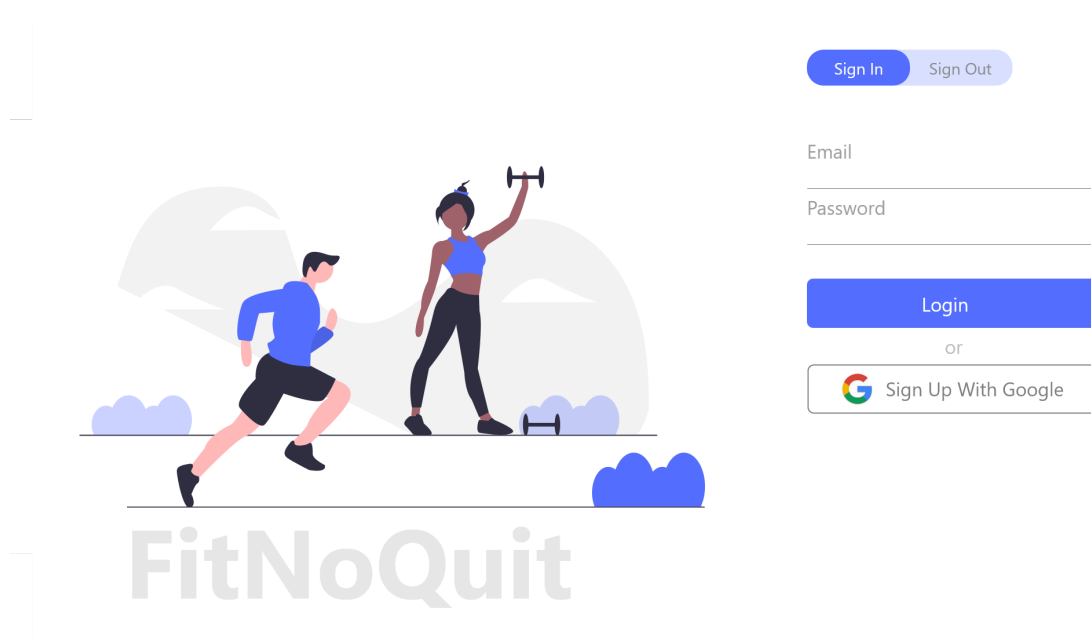 Sign In Sign Out
Email
Password
Login
or
Sign Up With Google
FitNoQuit